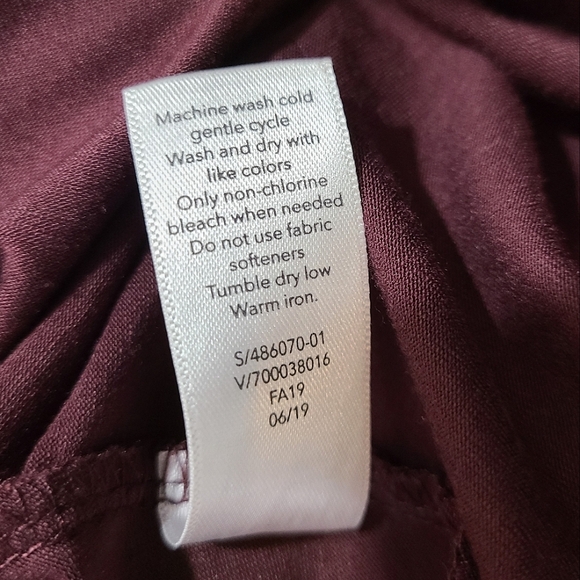 Machine wash cold
gentle cycle
Wash and dry with
like colors
Only non-chlorine
bleach when needed
Do not use fabric
softeners
Tumble dry low
Warm iron.
S/486070-01
V/700038016
FA19
06/19